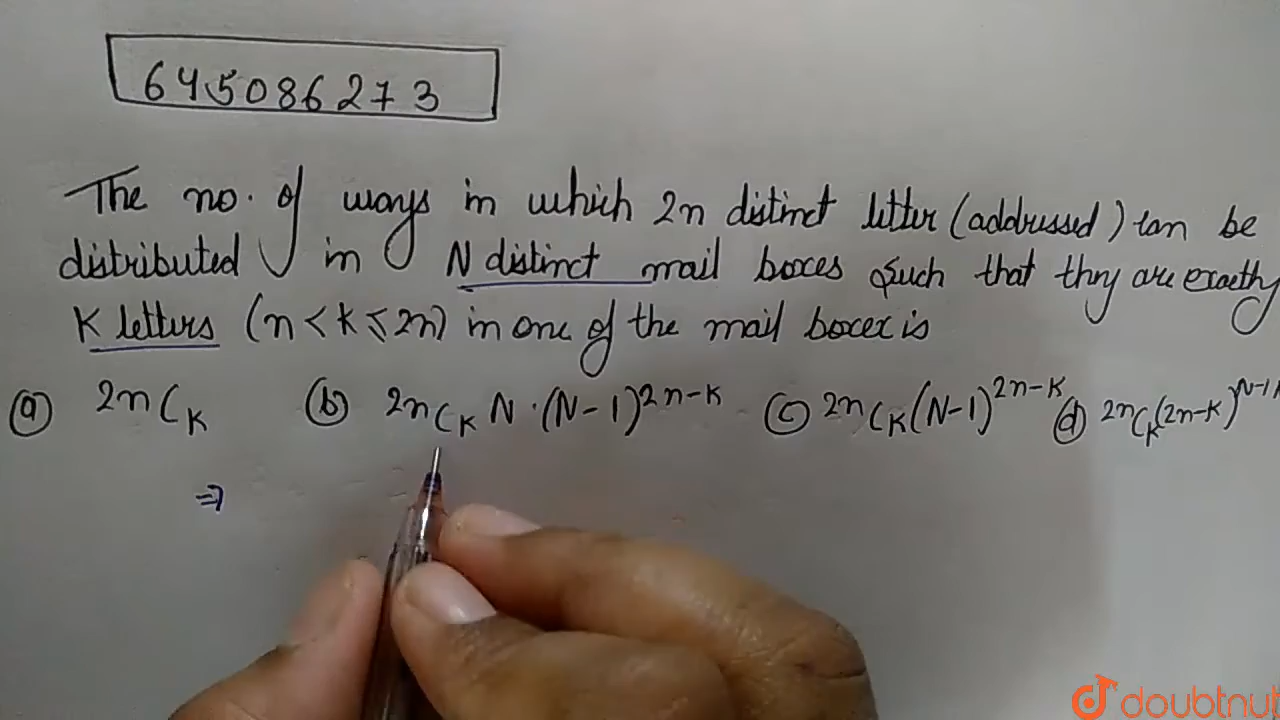 645086273
The no. of ways in which 2n distinct letter (addressed) can be
distributed in N distinct mail boxes such that they are exactly
K letters (n < k ≤ 2n) in one of the mail boxes is
(a) 2nCK (b) 2nCK N·(N-1)^2n-K (c) 2nCK(N-1)^2n-K (d) 2nCK(2n-K)^N-1
⇒
doubtnut